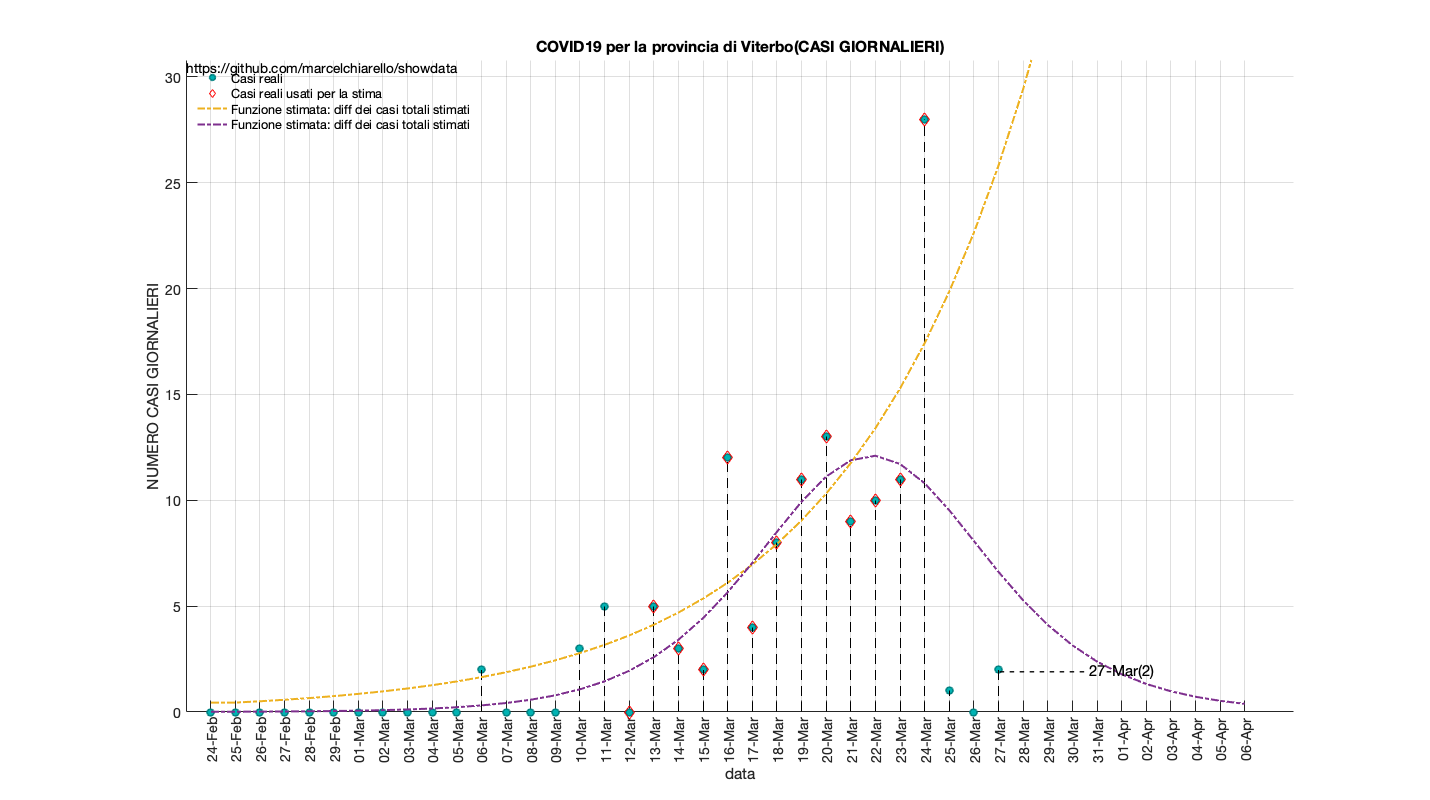 COVID19 per la provincia di Viterbo(CASI GIORNALIERI)
https://github.com/marcelchiarello/showdata
Casi reali
Casi reali usati per la stima
Funzione stimata: diff dei casi totali stimati
Funzione stimata: diff dei casi totali stimati
NUMERO CASI GIORNALIERI
30
25
20
15
10
5
0
27-Mar(2)
24-Feb
25-Feb
26-Feb
27-Feb
28-Feb
29-Feb
01-Mar
02-Mar
03-Mar
04-Mar
05-Mar
06-Mar
07-Mar
08-Mar
09-Mar
10-Mar
11-Mar
12-Mar
13-Mar
14-Mar
15-Mar
16-Mar
17-Mar
18-Mar
19-Mar
20-Mar
21-Mar
22-Mar
23-Mar
24-Mar
25-Mar
26-Mar
27-Mar
28-Mar
29-Mar
30-Mar
31-Mar
01-Apr
02-Apr
03-Apr
04-Apr
05-Apr
06-Apr
data